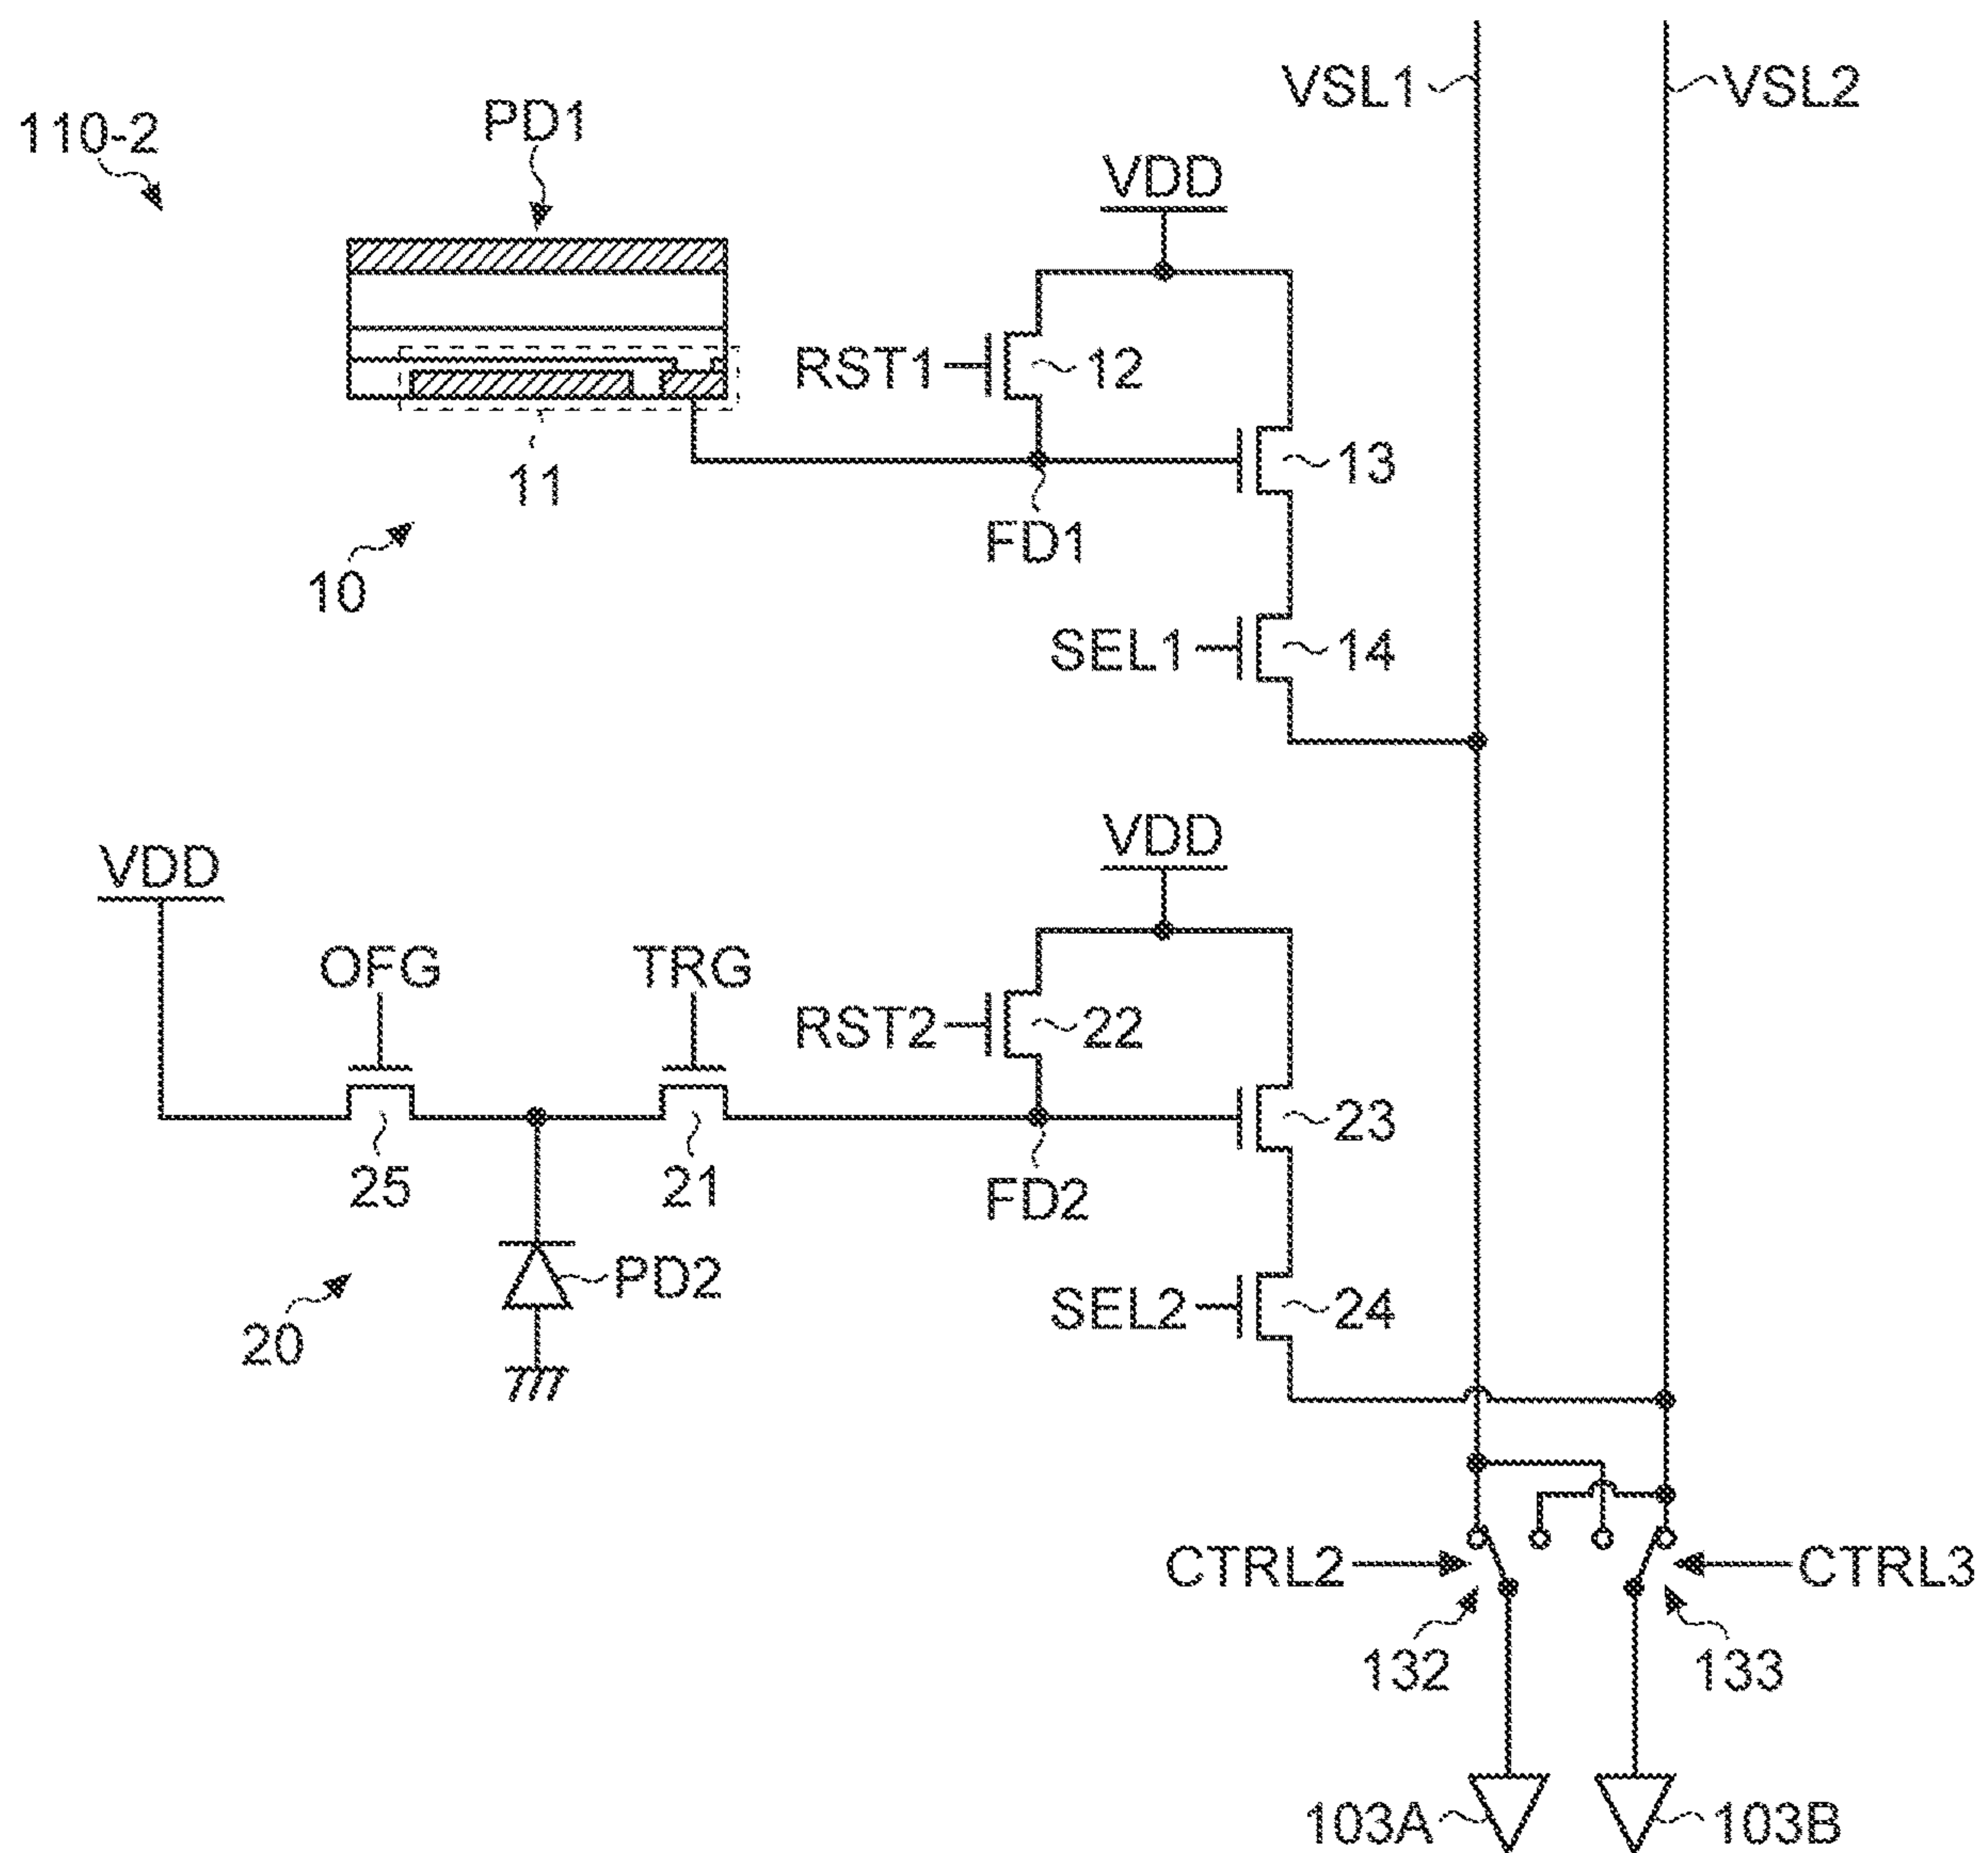 VSL1
VSL2
110-2
PD1
VDD
RST1
12
11
13
FD1
10
SEL1
14
VDD
VDD
OFG
TRG
RST2
22
25
21
23
FD2
PD2
20
SEL2
24
CTRL2
CTRL3
132
133
103A
103B